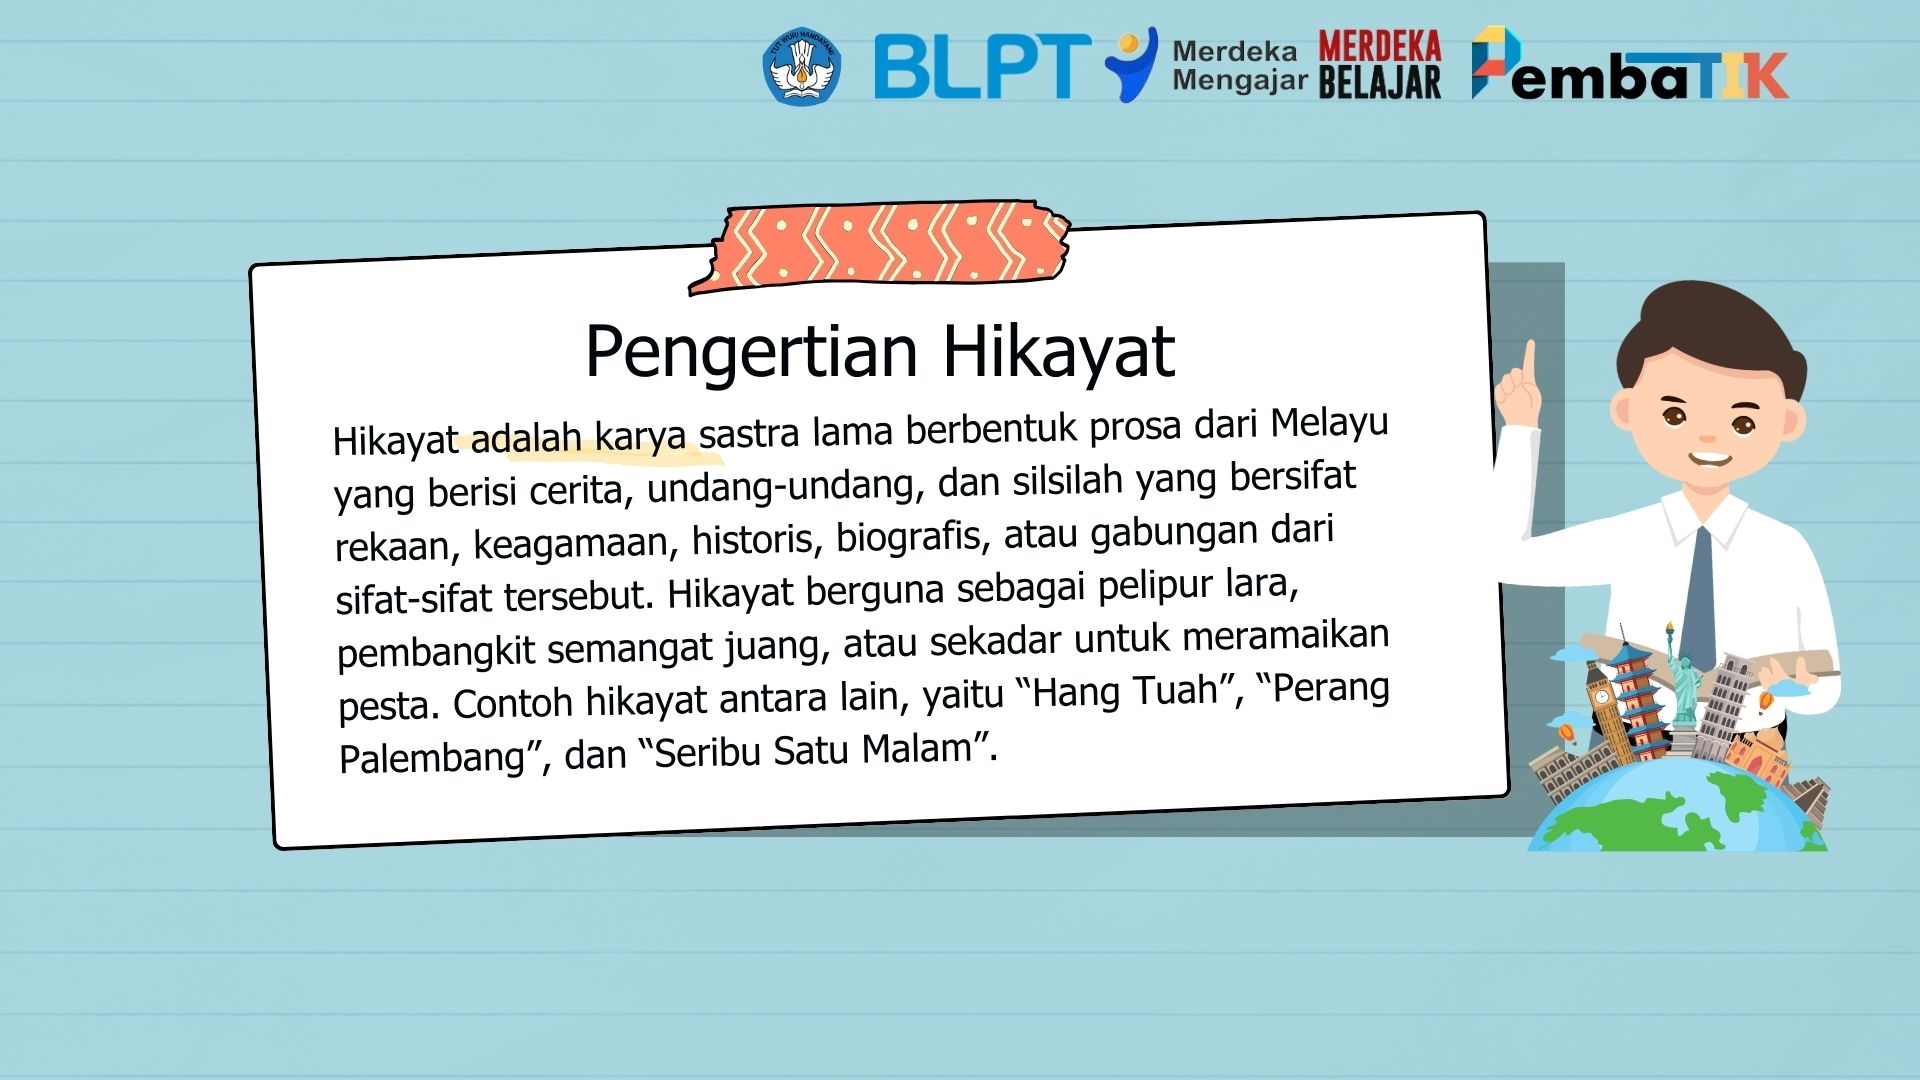 TUT WURI HANDAYANI
BLPT
Merdeka
Mengajar
MERDEKA
BELAJAR
PembaTIK
Pengertian Hikayat
Hikayat adalah karya sastra lama berbentuk prosa dari Melayu
yang berisi cerita, undang-undang, dan silsilah yang bersifat
rekaan, keagamaan, historis, biografis, atau gabungan dari
sifat-sifat tersebut. Hikayat berguna sebagai pelipur lara,
pembangkit semangat juang, atau sekadar untuk meramaikan
pesta. Contoh hikayat antara lain, yaitu “Hang Tuah”, “Perang
Palembang”, dan “Seribu Satu Malam”.